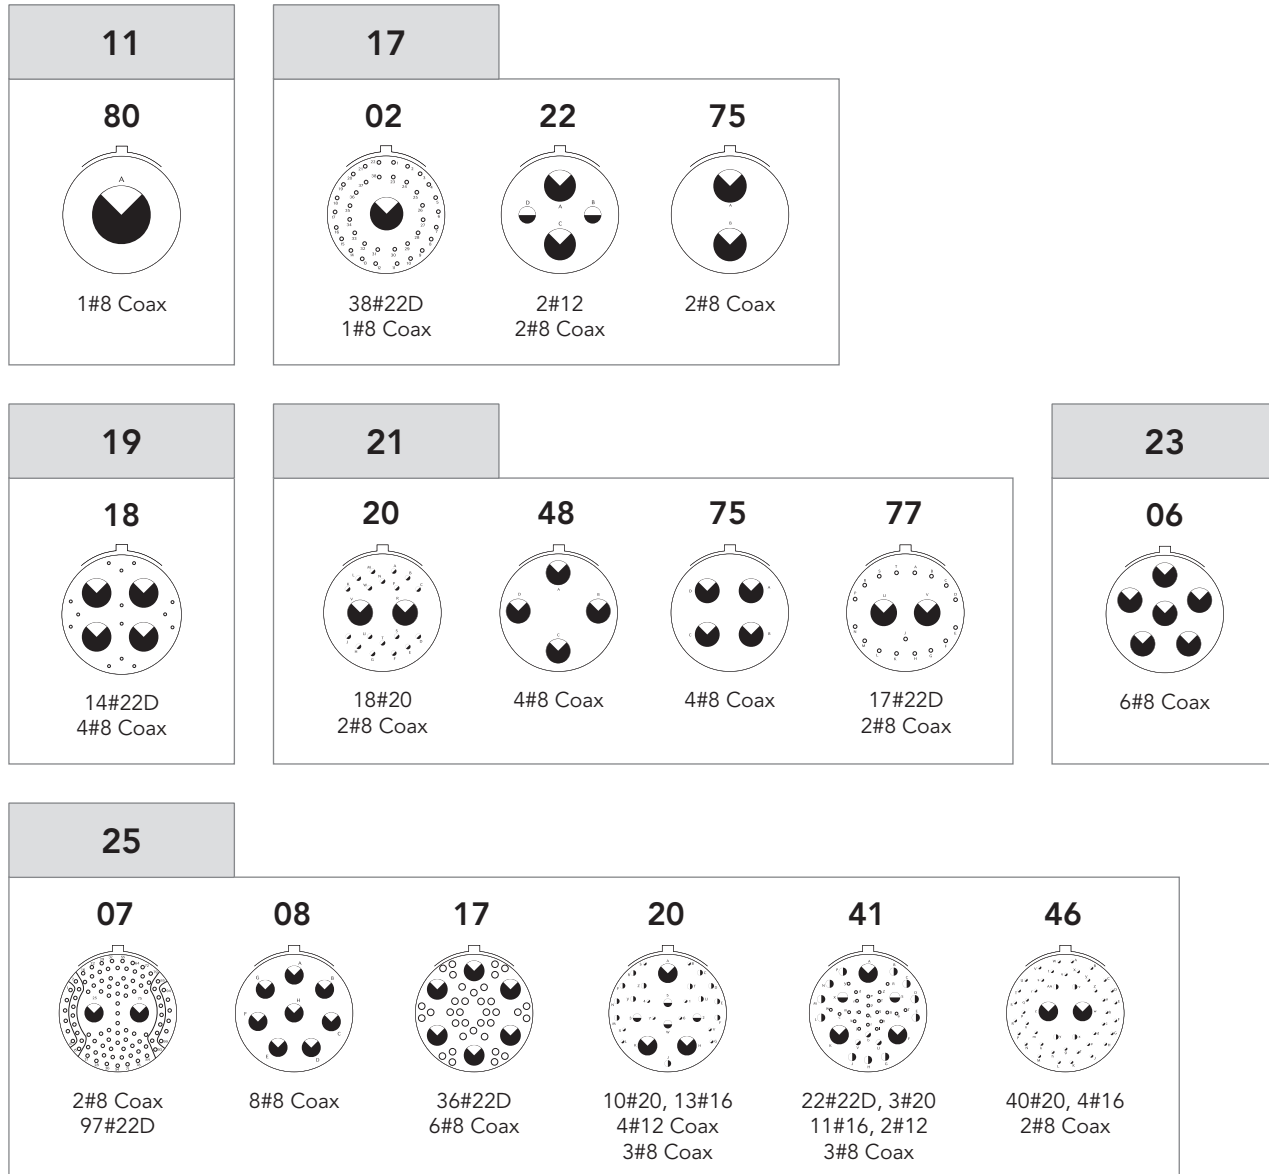 11
17
80
02
22
75
1#8 Coax
38#22D
1#8 Coax
2#12
2#8 Coax
2#8 Coax
19
21
23
18
20
48
75
77
06
14#22D
4#8 Coax
18#20
2#8 Coax
4#8 Coax
4#8 Coax
17#22D
2#8 Coax
6#8 Coax
25
07
08
17
20
41
46
2#8 Coax
97#22D
8#8 Coax
36#22D
6#8 Coax
10#20, 13#16
4#12 Coax
3#8 Coax
22#22D, 3#20
11#16, 2#12
3#8 Coax
40#20, 4#16
2#8 Coax